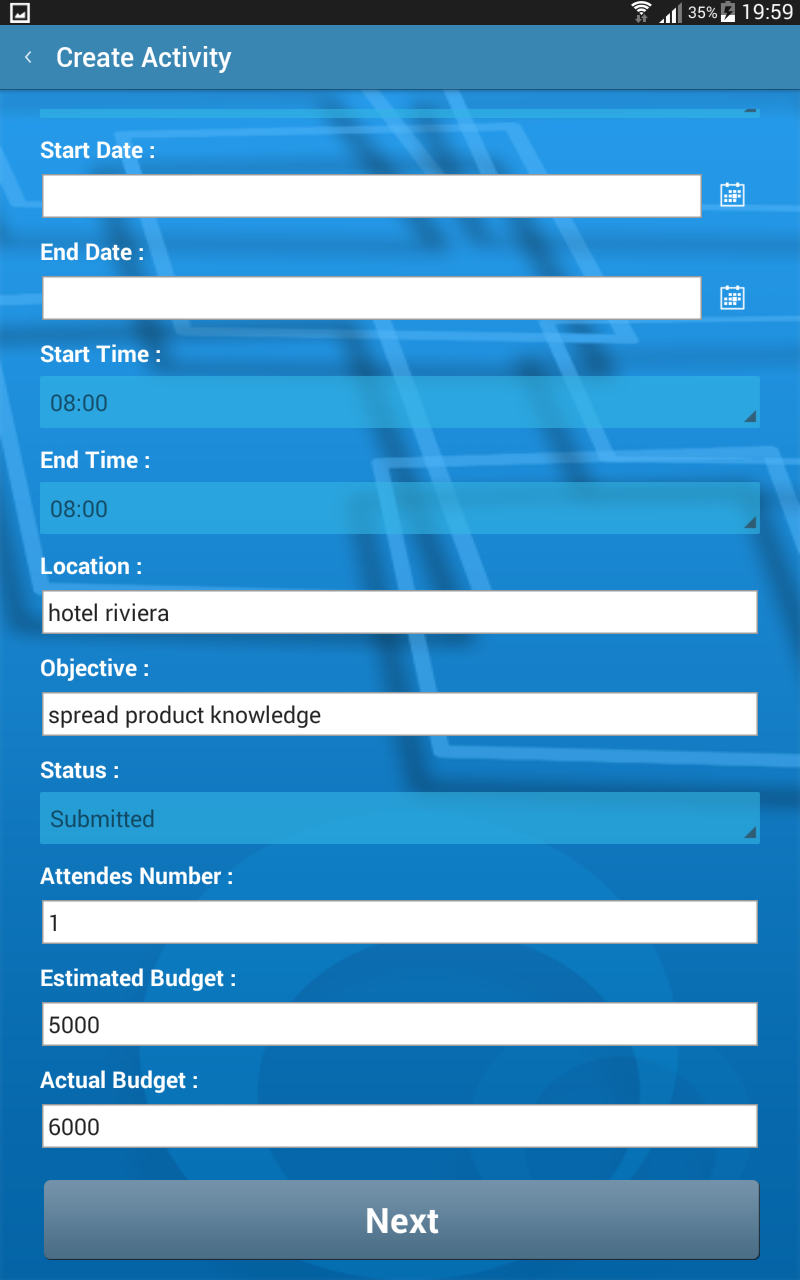 35% 19:59
Create Activity
Start Date :
End Date :
Start Time :
08:00
End Time :
08:00
Location :
hotel riviera
Objective :
spread product knowledge
Status :
Submitted
Attendes Number :
1
Estimated Budget :
5000
Actual Budget :
6000
Next